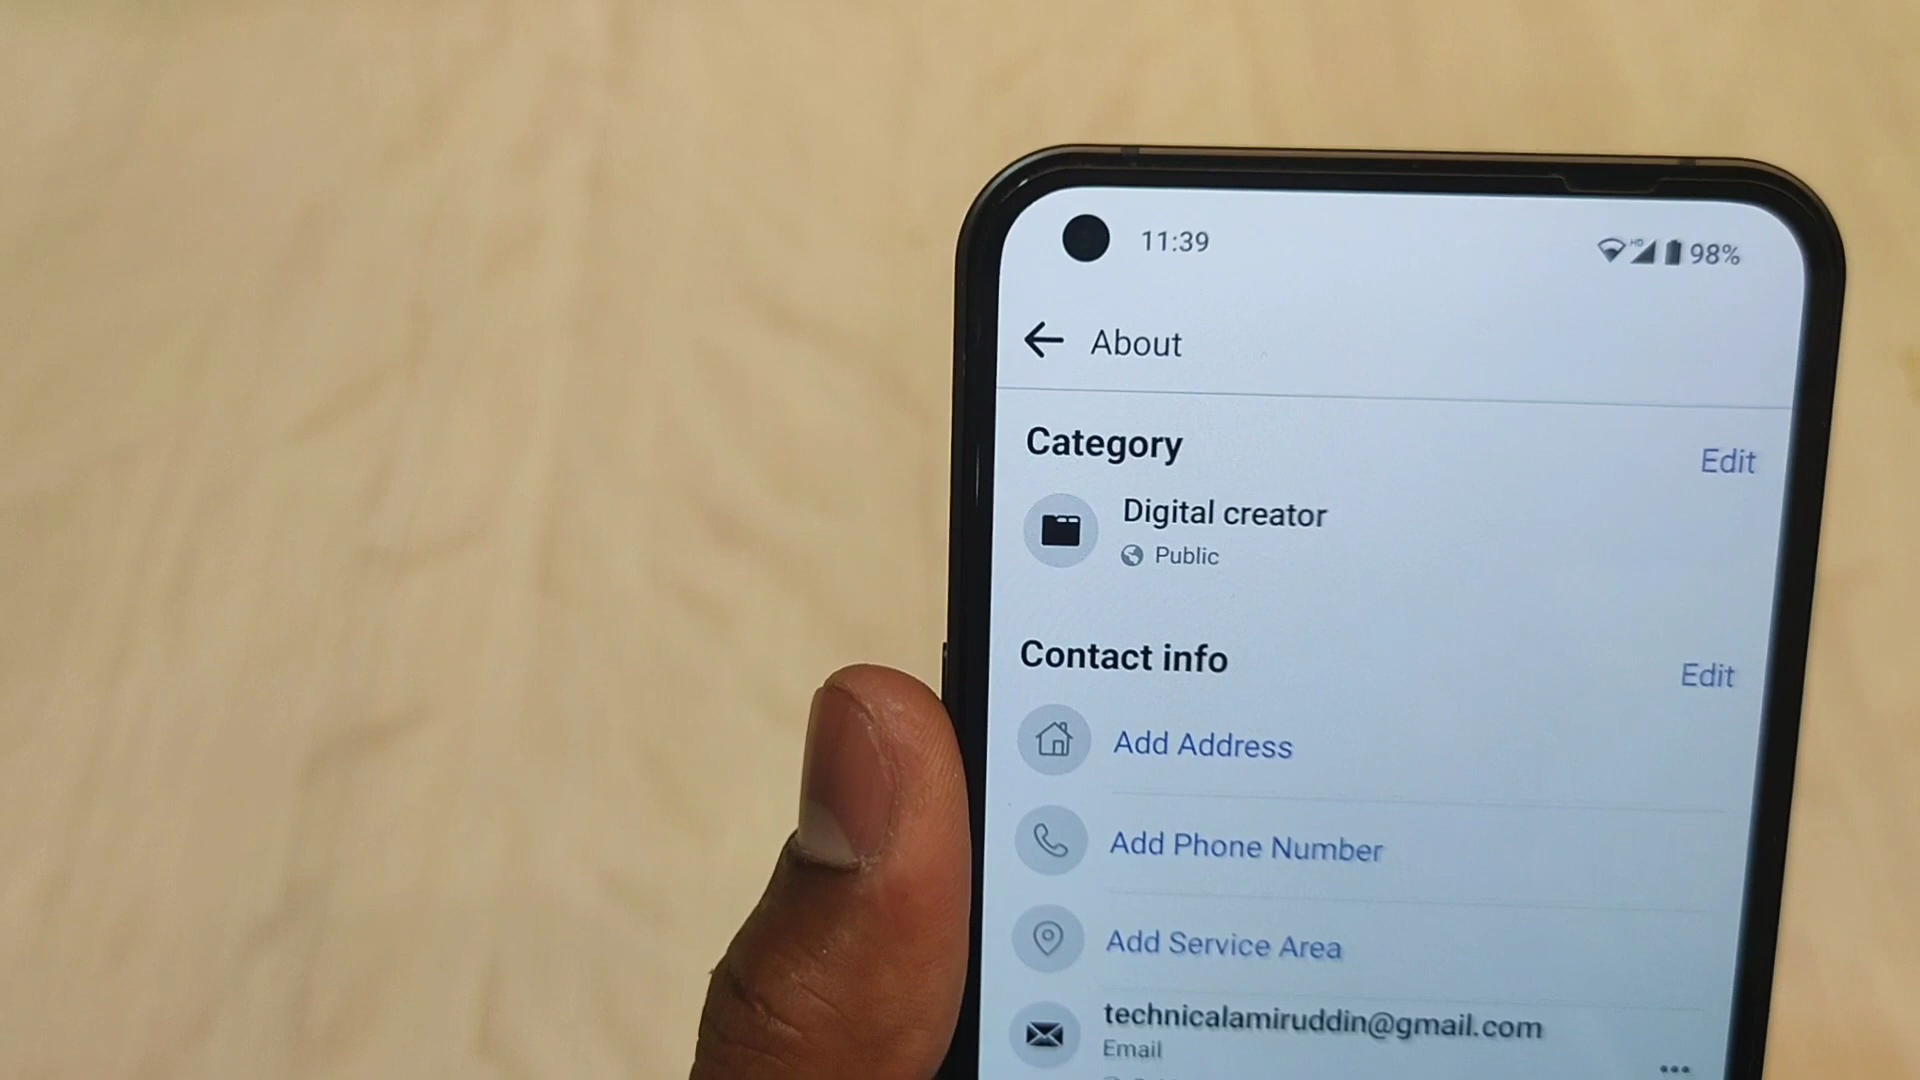 11:39
HD
98%
About
Category
Edit
Digital creator
Public
Contact info
Edit
Add Address
Add Phone Number
Add Service Area
technicalamiruddin@gmail.com
Email